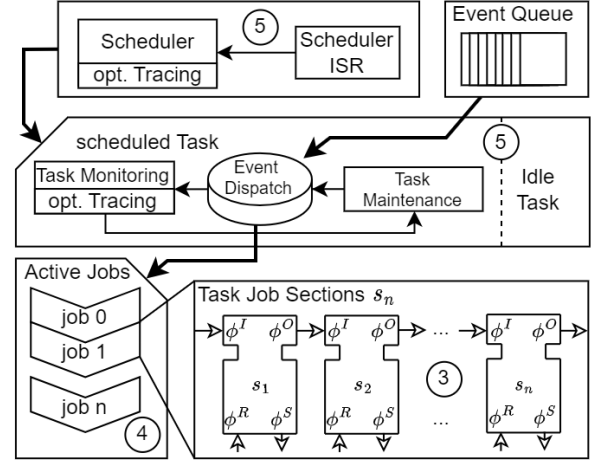 Scheduler
opt. Tracing
5
Scheduler
ISR
Event Queue
scheduled Task
5
Task Monitoring
opt. Tracing
Event
Dispatch
Task
Maintenance
Idle
Task
Active Jobs
job 0
job 1
job n
4
Task Job Sections sₙ
ϕᴵ ϕᴼ ϕᴵ ϕᴼ ... ϕᴵ ϕᴼ
s₁ s₂ 3 sₙ
ϕᴿ ϕˢ ϕᴿ ϕˢ ... ϕᴿ ϕˢ